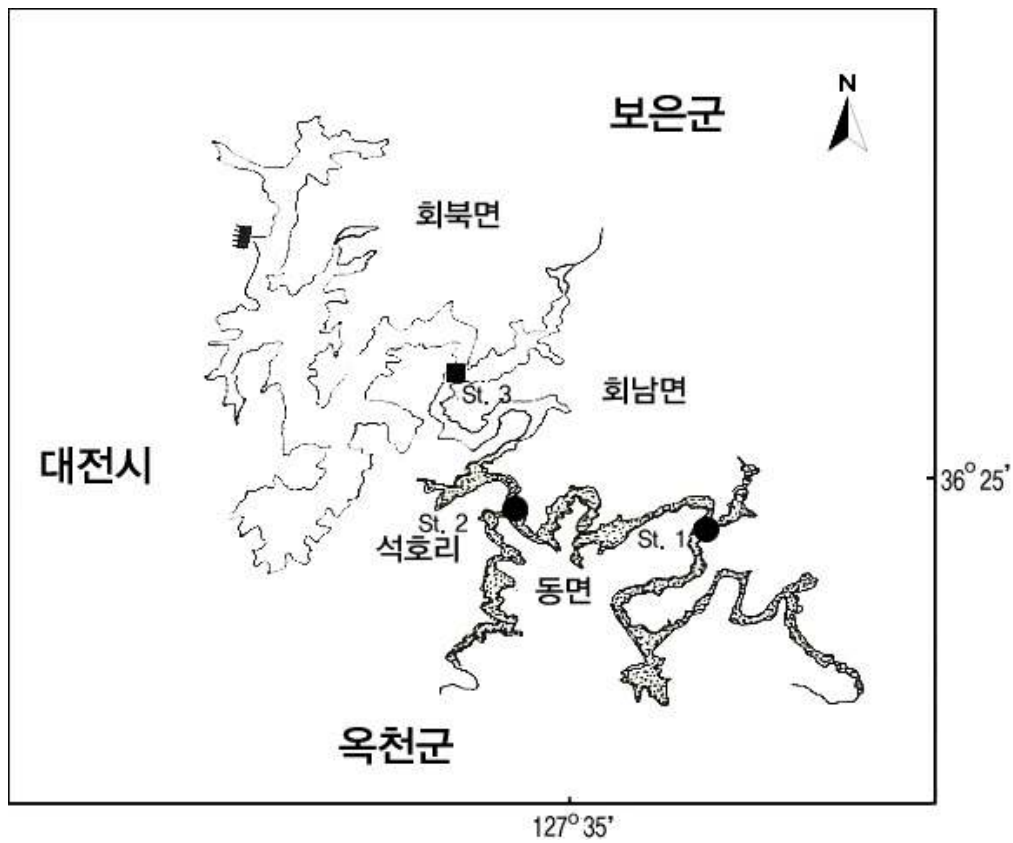 N
보은군
회북면
St. 3
회남면
대전시
36° 25′
St. 2
St. 1
석호리
동면
옥천군
127° 35′